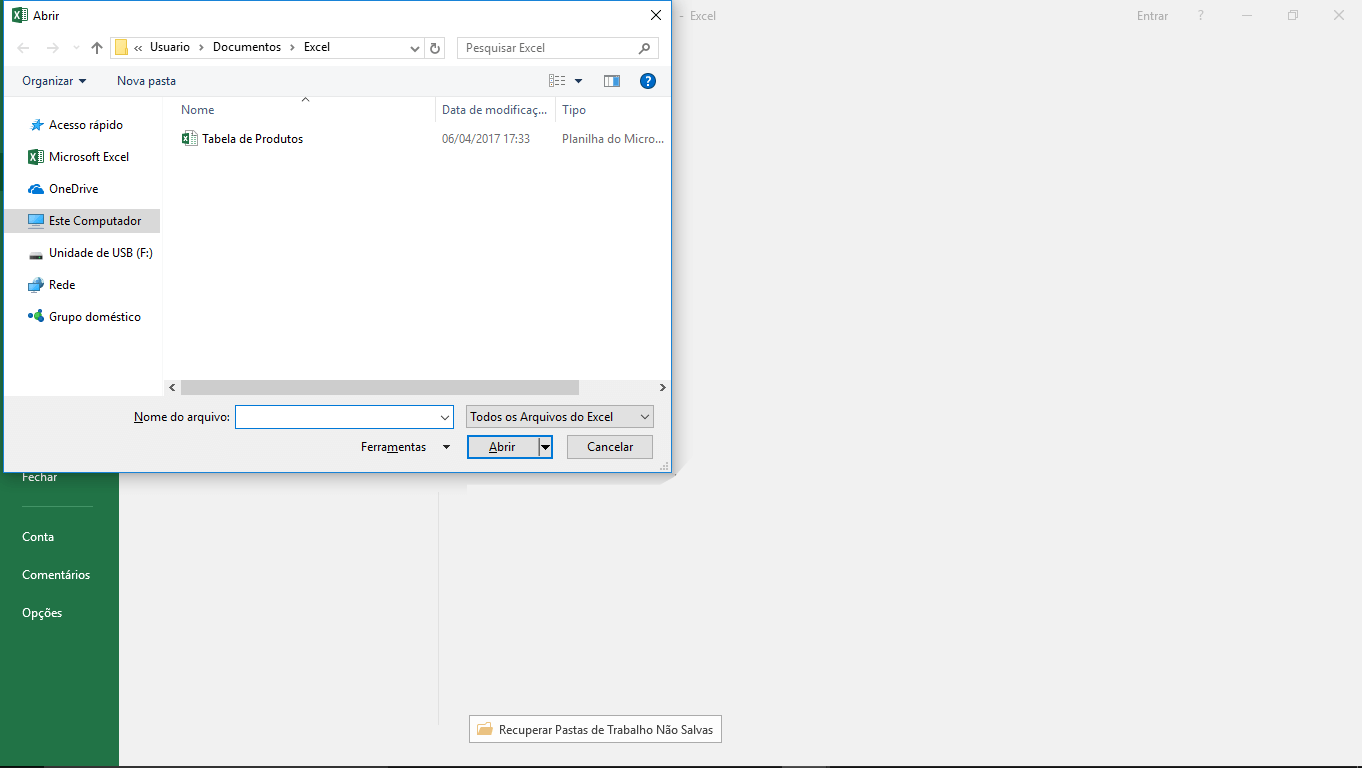 Abrir
- Excel
Entrar
?
« Usuario > Documentos > Excel
Pesquisar Excel
Organizar
Nova pasta
?
Nome
Data de modificaç...
Tipo
Acesso rápido
Tabela de Produtos
06/04/2017 17:33
Planilha do Micro...
Microsoft Excel
OneDrive
Este Computador
Unidade de USB (F:)
Rede
Grupo doméstico
Nome do arquivo:
Todos os Arquivos do Excel
Ferramentas
Abrir
Cancelar
Fechar
Conta
Comentários
Opções
Recuperar Pastas de Trabalho Não Salvas